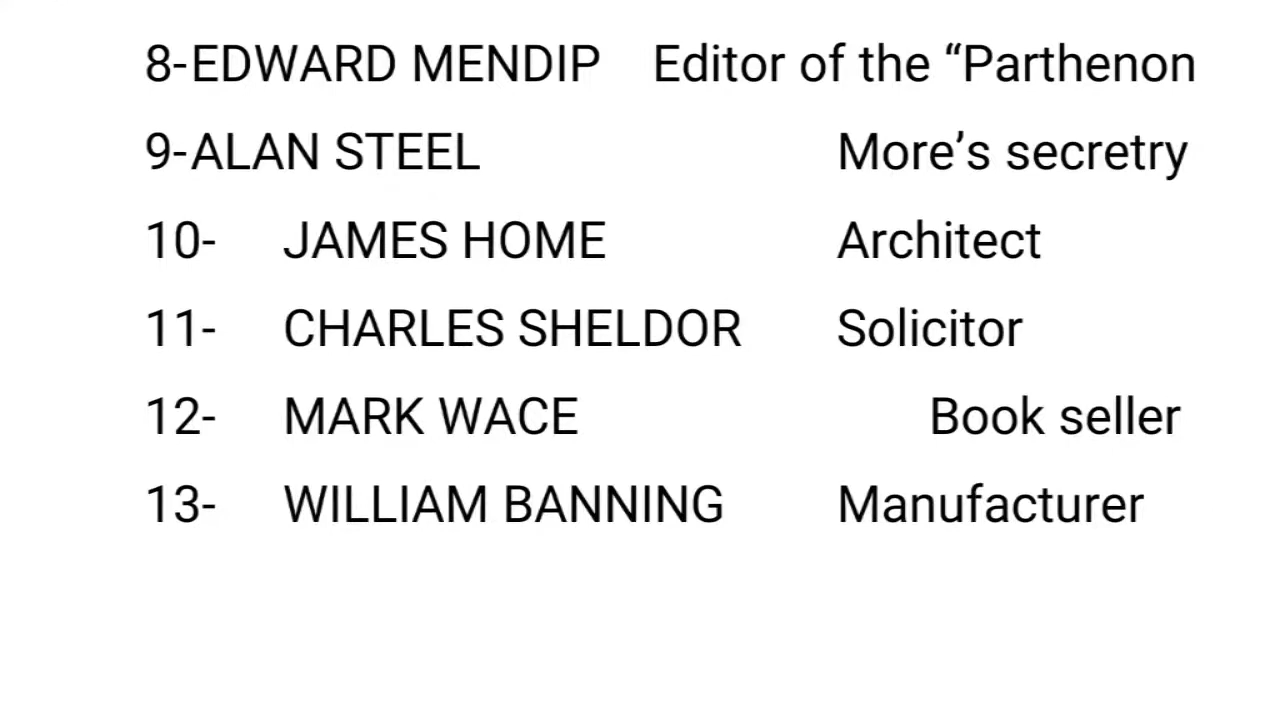 8-EDWARD MENDIP Editor of the “Parthenon
9-ALAN STEEL More’s secretry
10- JAMES HOME Architect
11- CHARLES SHELDOR Solicitor
12- MARK WACE Book seller
13- WILLIAM BANNING Manufacturer